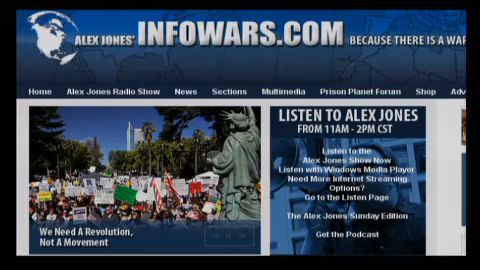 ALEX JONES' INFOWARS.COM BECAUSE THERE IS A WAR
Home Alex Jones Radio Show News Sections Multimedia Prison Planet Forum Shop Adv
LISTEN TO ALEX JONES
FROM 11AM - 2PM CST
Listen to the
Alex Jones Show Now
Listen with Windows Media Player
Need More Internet Streaming
Options?
Go to the Listen Page
The Alex Jones Sunday Edition
Get the Podcast
We Need A Revolution,
Not A Movement